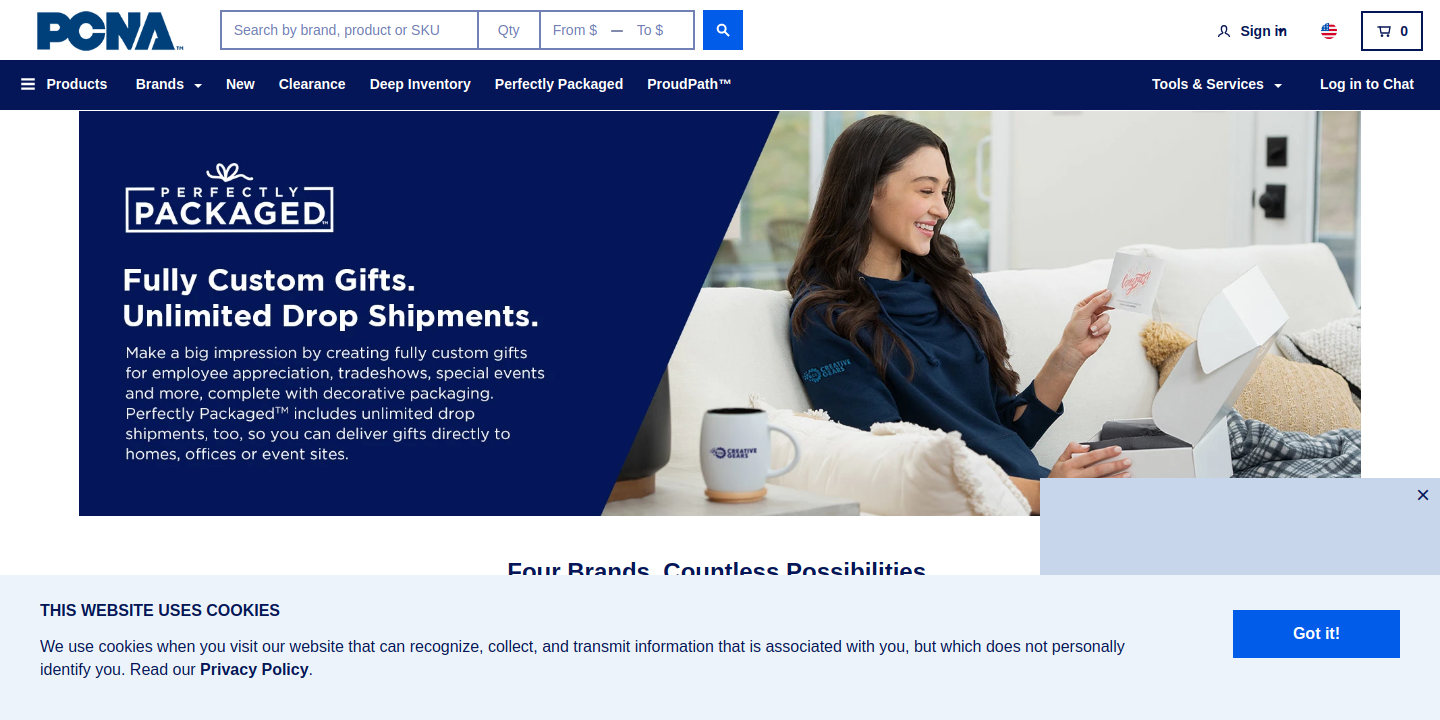 PCNA™
Search by brand, product or SKU
Qty
From $ — To $
Sign in
0
Products
Brands
New
Clearance
Deep Inventory
Perfectly Packaged
ProudPath™
Tools & Services
Log in to Chat
PERFECTLY
PACKAGED™
Fully Custom Gifts.
Unlimited Drop Shipments.
Make a big impression by creating fully custom gifts
for employee appreciation, tradeshows, special events
and more, complete with decorative packaging.
Perfectly Packaged™ includes unlimited drop
shipments, too, so you can deliver gifts directly to
homes, offices or event sites.
CREATIVE
GEARS
CREATIVE
GEARS
Four Brands. Countless Possibilities
THIS WEBSITE USES COOKIES
We use cookies when you visit our website that can recognize, collect, and transmit information that is associated with you, but which does not personally
identify you. Read our Privacy Policy.
Got it!